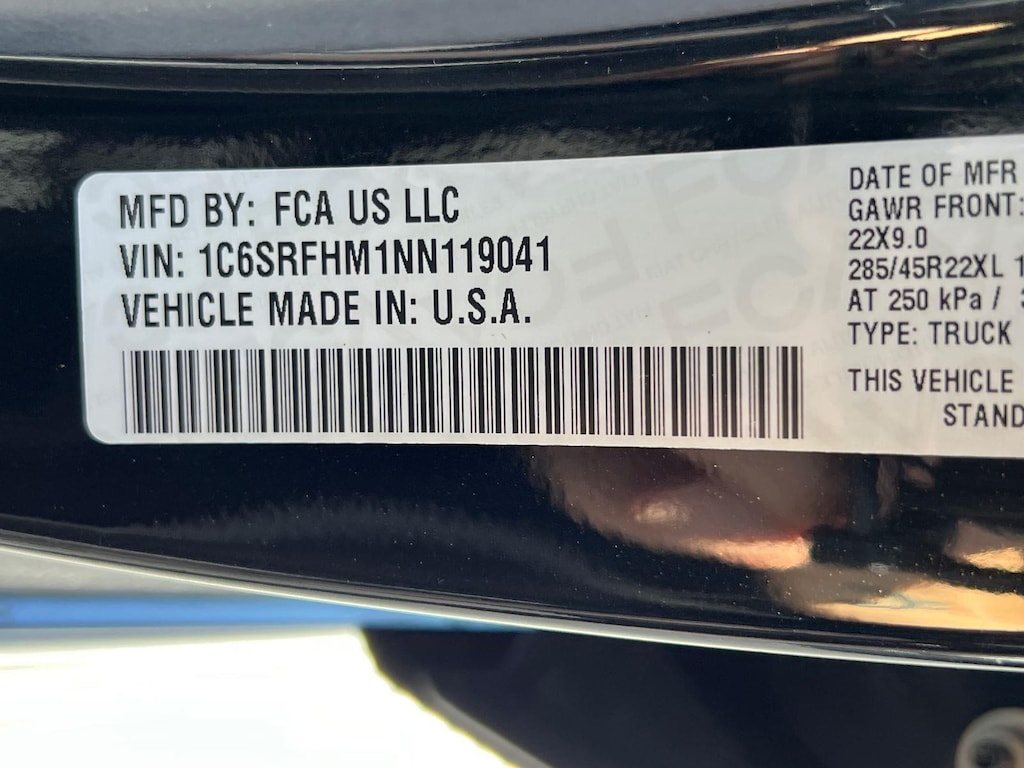 MFD BY: FCA US LLC
VIN: 1C6SRFHM1NN119041
VEHICLE MADE IN: U.S.A.
DATE OF MFR
GAWR FRONT:
22X9.0
285/45R22XL 1
AT 250 kPa /
TYPE: TRUCK
THIS VEHICLE
STAND